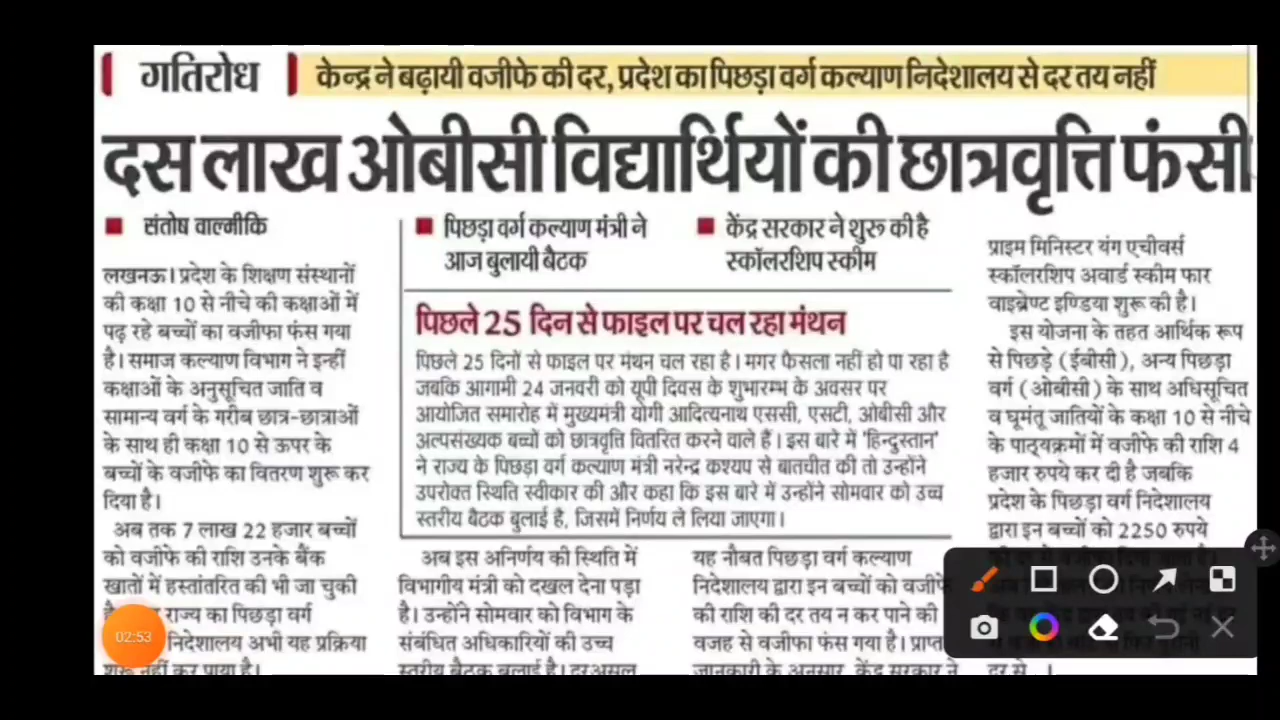 गतिरोध
केन्द्र ने बढ़ायी वजीफे की दर, प्रदेश का पिछड़ा वर्ग कल्याण निदेशालय से दर तय नहीं
दस लाख ओबीसी विद्यार्थियों की छात्रवृत्ति फंसी
संतोष वाल्मीकि
लखनऊ। प्रदेश के शिक्षण संस्थानों
की कक्षा 10 से नीचे की कक्षाओं में
पढ़ रहे बच्चों का वजीफा फंस गया
है। समाज कल्याण विभाग ने इन्हीं
कक्षाओं के अनुसूचित जाति व
सामान्य वर्ग के गरीब छात्र-छात्राओं
के साथ ही कक्षा 10 से ऊपर के
बच्चों के वजीफे का वितरण शुरू कर
दिया है।
अब तक 7 लाख 22 हजार बच्चों
को वजीफे की राशि उनके बैंक
खातों में हस्तांतरित की भी जा चुकी
राज्य का पिछड़ा वर्ग
निदेशालय अभी यह प्रक्रिया
शुरू नहीं कर पाया है।
पिछड़ा वर्ग कल्याण मंत्री ने
आज बुलायी बैठक
केंद्र सरकार ने शुरु की है
स्कॉलरशिप स्कीम
पिछले 25 दिन से फाइल पर चल रहा मंथन
पिछले 25 दिनों से फाइल पर मंथन चल रहा है। मगर फैसला नहीं हो पा रहा है
जबकि आगामी 24 जनवरी को यूपी दिवस के शुभारम्भ के अवसर पर
आयोजित समारोह में मुख्यमंत्री योगी आदित्यनाथ एससी, एसटी, ओबीसी और
अल्पसंख्यक बच्चों को छात्रवृत्ति वितरित करने वाले हैं। इस बारे में 'हिन्दुस्तान'
ने राज्य के पिछड़ा वर्ग कल्याण मंत्री नरेन्द्र कश्यप से बातचीत की तो उन्होंने
उपरोक्त स्थिति स्वीकार की और कहा कि इस बारे में उन्होंने सोमवार को उच्च
स्तरीय बैठक बुलाई है, जिसमें निर्णय ले लिया जाएगा।
अब इस अनिर्णय की स्थिति में
विभागीय मंत्री को दखल देना पड़ा
है। उन्होंने सोमवार को विभाग के
संबंधित अधिकारियों की उच्च
स्तरीय बैठक बुलाई है। दरअसल
यह नौबत पिछड़ा वर्ग कल्याण
निदेशालय द्वारा इन बच्चों को वजीफे
की राशि की दर तय न कर पाने की
वजह से वजीफा फंस गया है। प्राप्त
जानकारी के अनुसार, केंद्र सरकार ने
प्राइम मिनिस्टर यंग एचीवर्स
स्कॉलरशिप अवार्ड स्कीम फार
वाइब्रेण्ट इण्डिया शुरू की है।
इस योजना के तहत आर्थिक रूप
से पिछड़े (ईबीसी), अन्य पिछड़ा
वर्ग (ओबीसी) के साथ अधिसूचित
व घूमंतू जातियों के कक्षा 10 से नीचे
के पाठ्यक्रमों में वजीफे की राशि 4
हजार रुपये कर दी है जबकि
प्रदेश के पिछड़ा वर्ग निदेशालय
द्वारा इन बच्चों को 2250 रुपये
दर से
02:53